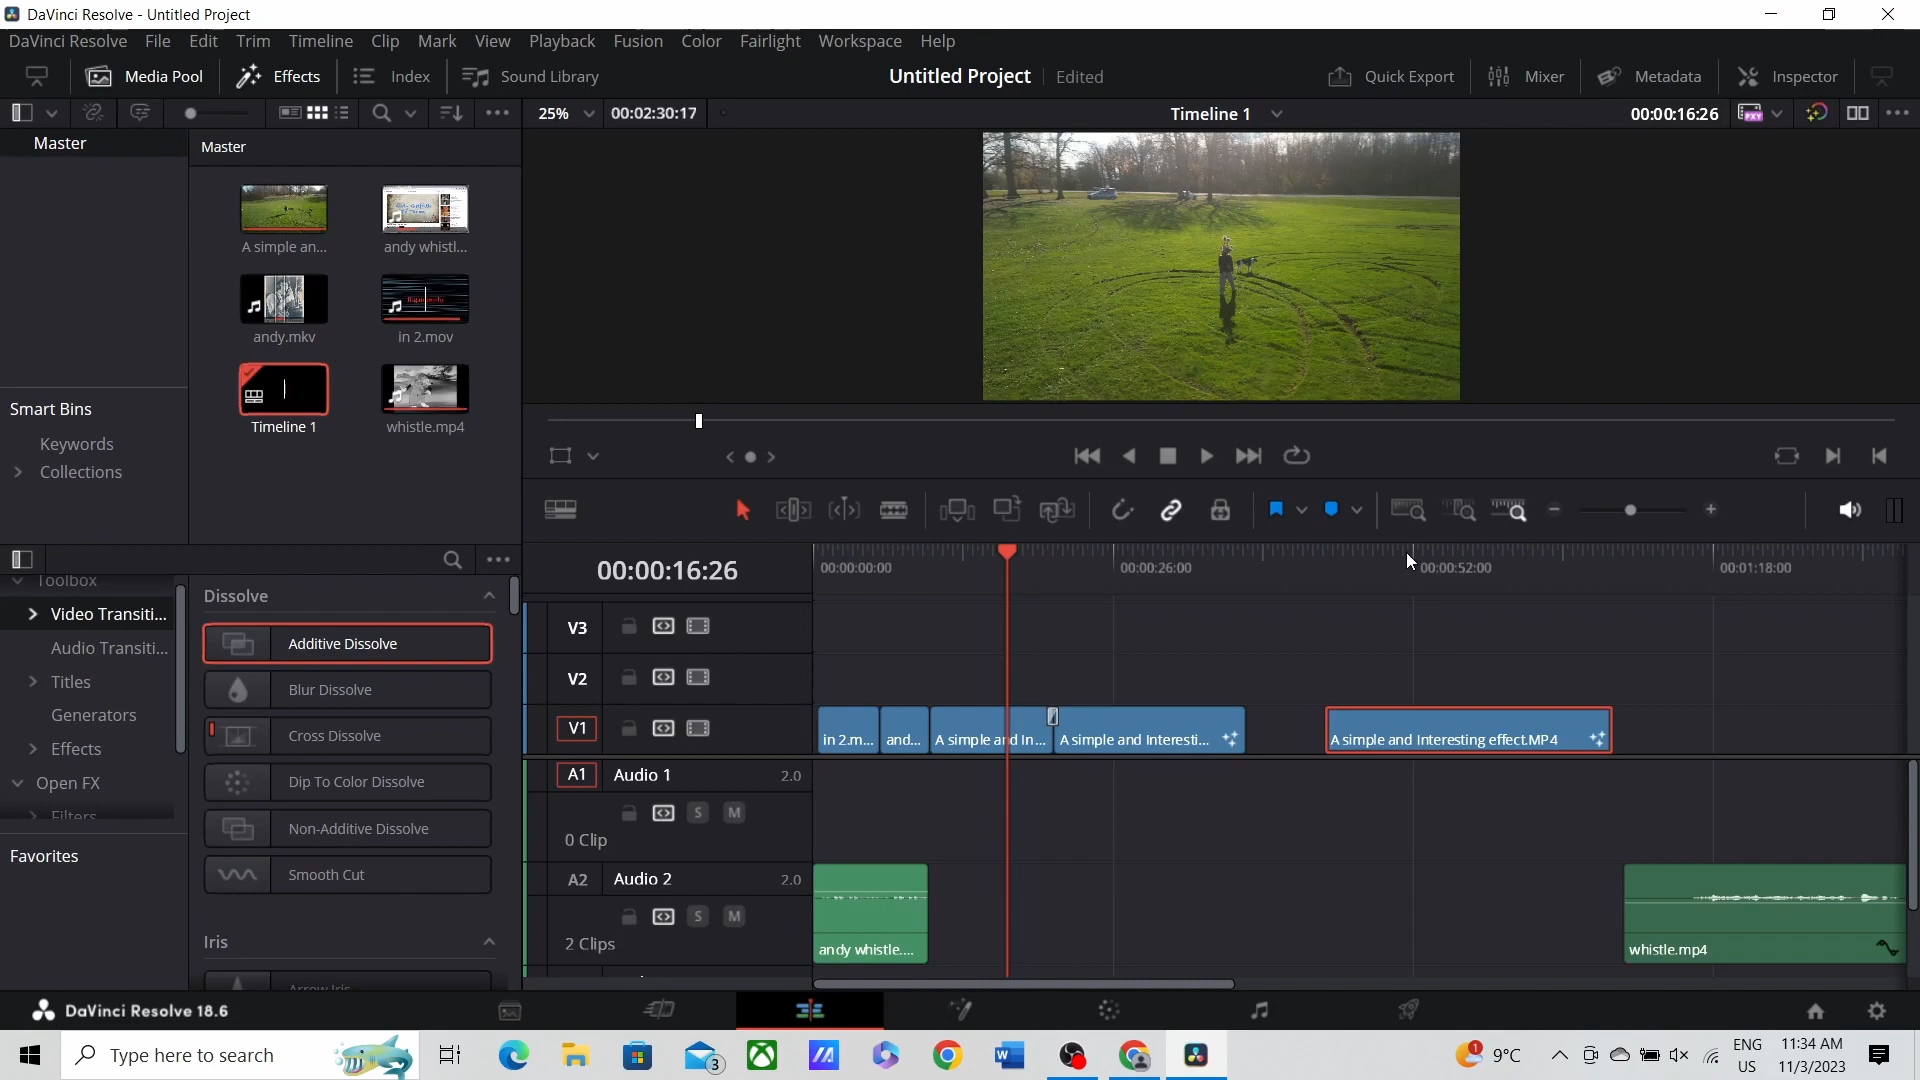 DaVinci Resolve - Untitled Project
DaVinci Resolve File Edit Trim Timeline Clip Mark View Playback Fusion Color Fairlight Workspace Help
Media Pool Effects Index Sound Library Untitled Project Edited Quick Export Mixer Metadata Inspector
25% 00:02:30:17 Timeline 1 00:00:16:26
Master Master
A simple an... andy whistl...
andy.mkv in 2.mov
Timeline 1 whistle.mp4
Smart Bins
Keywords
Collections
00:00:16:26 00:00:00:00 00:00:26:00 00:00:52:00 00:01:18:00
Toolbox
Video Transiti...
Audio Transiti...
Titles
Generators
Effects
Open FX
Filters
Favorites
Dissolve
Additive Dissolve
Blur Dissolve
Cross Dissolve
Dip To Color Dissolve
Non-Additive Dissolve
Smooth Cut
Iris
Arrow Iris
V3
V2
V1 in 2.m... and... A simple and In... A simple and Interesti... A simple and Interesting effect.MP4
A1 Audio 1 2.0
S M
0 Clip
A2 Audio 2 2.0
S M
2 Clips
andy whistle.... whistle.mp4
DaVinci Resolve 18.6
Type here to search 3 1 9°C ENG US 11:34 AM 11/3/2023